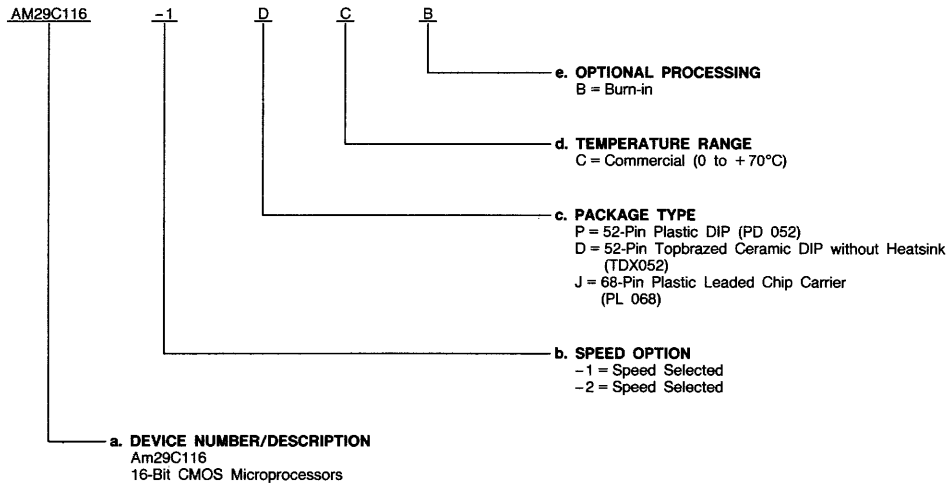 AM29C116 -1 D C B
e. OPTIONAL PROCESSING
B = Burn-in
d. TEMPERATURE RANGE
C = Commercial (0 to +70°C)
c. PACKAGE TYPE
P = 52-Pin Plastic DIP (PD 052)
D = 52-Pin Topbrazed Ceramic DIP without Heatsink
(TDX052)
J = 68-Pin Plastic Leaded Chip Carrier
(PL 068)
b. SPEED OPTION
-1 = Speed Selected
-2 = Speed Selected
a. DEVICE NUMBER/DESCRIPTION
Am29C116
16-Bit CMOS Microprocessors